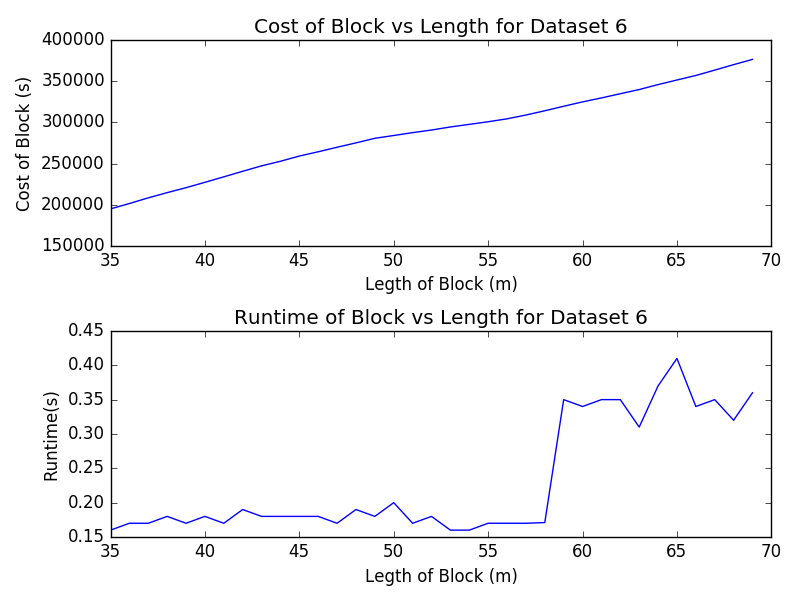 Cost of Block vs Length for Dataset 6
400000
350000
300000
250000
200000
150000
Cost of Block (s)
35 40 45 50 55 60 65 70
Legth of Block (m)
Runtime of Block vs Length for Dataset 6
0.45
0.40
0.35
0.30
0.25
0.20
0.15
Runtime(s)
35 40 45 50 55 60 65 70
Legth of Block (m)